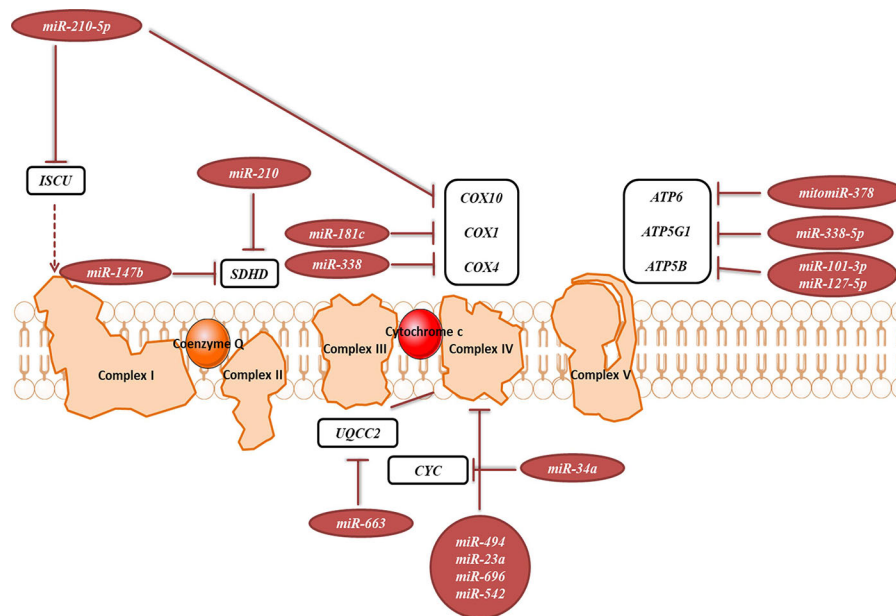 miR-210-5p
ISCU
miR-210
COX10
ATP6
mitomiR-378
miR-181c
COX1
ATP5G1
miR-338-5p
miR-147b
SDHD
miR-338
COX4
ATP5B
miR-101-3p
miR-127-5p
Coenzyme Q
Cytochrome c
Complex I
Complex II
Complex III
Complex IV
Complex V
UQCC2
CYC
miR-34a
miR-663
miR-494
miR-23a
miR-696
miR-542